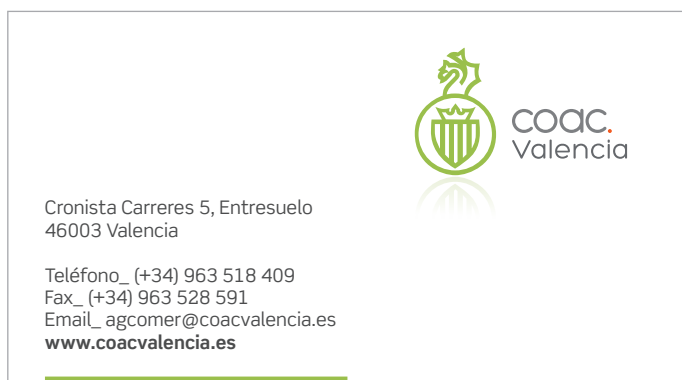 coac.
Valencia
Cronista Carreres 5, Entresuelo
46003 Valencia
Teléfono_ (+34) 963 518 409
Fax_ (+34) 963 528 591
Email_ agcomer@coacvalencia.es
www.coacvalencia.es